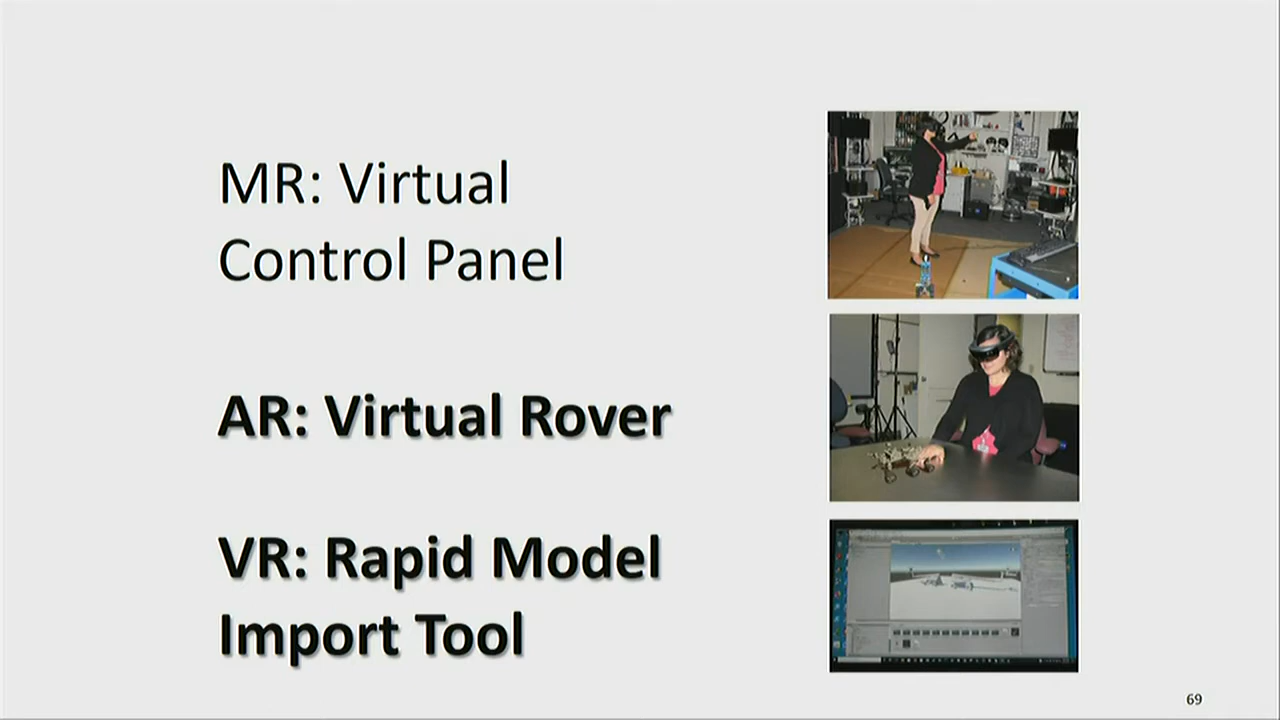 MR: Virtual
Control Panel
AR: Virtual Rover
VR: Rapid Model
Import Tool
69